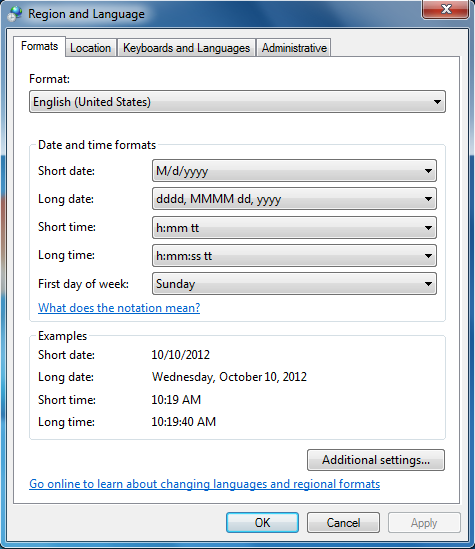 Region and Language
Formats Location Keyboards and Languages Administrative
Format:
English (United States)
Date and time formats
Short date: M/d/yyyy
Long date: dddd, MMMM dd, yyyy
Short time: h:mm tt
Long time: h:mm:ss tt
First day of week: Sunday
What does the notation mean?
Examples
Short date: 10/10/2012
Long date: Wednesday, October 10, 2012
Short time: 10:19 AM
Long time: 10:19:40 AM
Additional settings...
Go online to learn about changing languages and regional formats
OK Cancel Apply